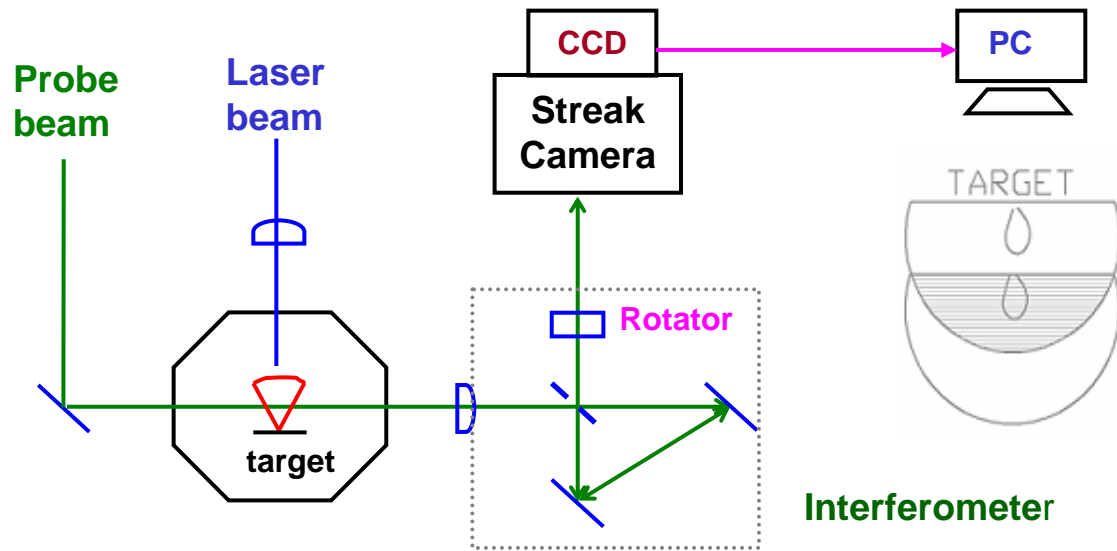 CCD
PC
Probe
beam
Laser
beam
Streak
Camera
TARGET
Rotator
target
Interferometer